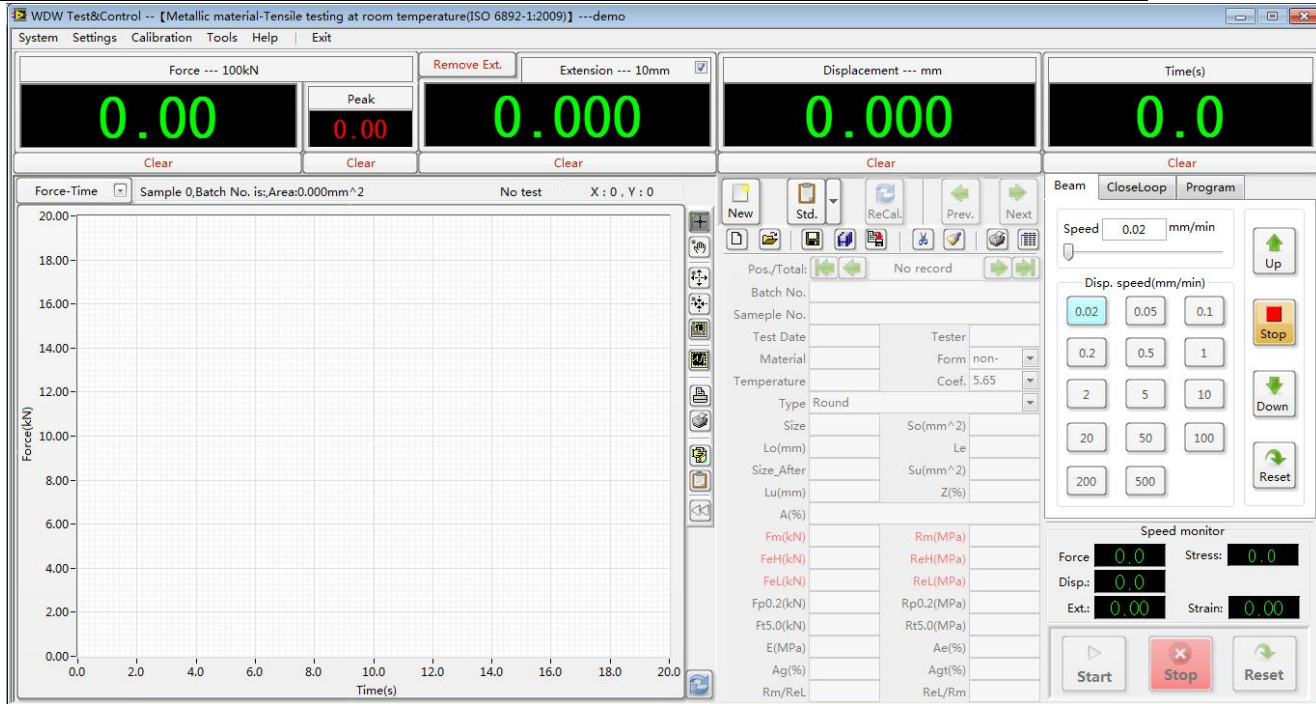 WDW Test&Control -- 【Metallic material-Tensile testing at room temperature(ISO 6892-1:2009)】 ---demo
System Settings Calibration Tools Help | Exit
Force --- 100kN
Remove Ext.
Extension --- 10mm
Displacement --- mm
Time(s)
0.00
Peak
0.00
0.000
0.000
0.0
Clear
Clear
Clear
Clear
Clear
Force-Time
Sample 0,Batch No. is:,Area:0.000mm^2
No test
X : 0 , Y : 0
20.00
18.00
16.00
14.00
12.00
10.00
8.00
6.00
4.00
2.00
0.00
Force(kN)
0.0 2.0 4.0 6.0 8.0 10.0 12.0 14.0 16.0 18.0 20.0
Time(s)
New Std. ReCal. Prev. Next
Pos./Total: No record
Batch No.
Sameple No.
Test Date Tester
Material Form non-
Temperature Coef. 5.65
Type Round
Size So(mm^2)
Lo(mm) Le
Size_After Su(mm^2)
Lu(mm) Z(%)
A(%)
Fm(kN) Rm(MPa)
FeH(kN) ReH(MPa)
FeL(kN) ReL(MPa)
Fp0.2(kN) Rp0.2(MPa)
Ft5.0(kN) Rt5.0(MPa)
E(MPa) Ae(%)
Ag(%) Agt(%)
Rm/ReL ReL/Rm
Beam CloseLoop Program
Speed 0.02 mm/min
Disp. speed(mm/min)
0.02 0.05 0.1
0.2 0.5 1
2 5 10
20 50 100
200 500
Up
Stop
Down
Reset
Speed monitor
Force 0.0 Stress: 0.0
Disp.: 0.0
Ext.: 0.00 Strain: 0.00
Start Stop Reset